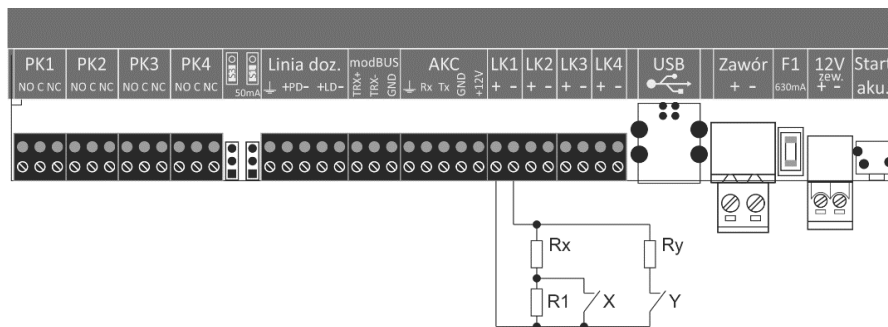 PK1 PK2 PK3 PK4 Linia doz. modBUS AKC LK1 LK2 LK3 LK4 USB Zawór F1 12V Start
zew. aku.
NO C NC NO C NC NO C NC NO C NC 50mA +PD- +LD- TRX+ TRX- GND Rx Tx GND +12V + - + - + - + - + - 630mA + -
Rx Ry
R1 X Y